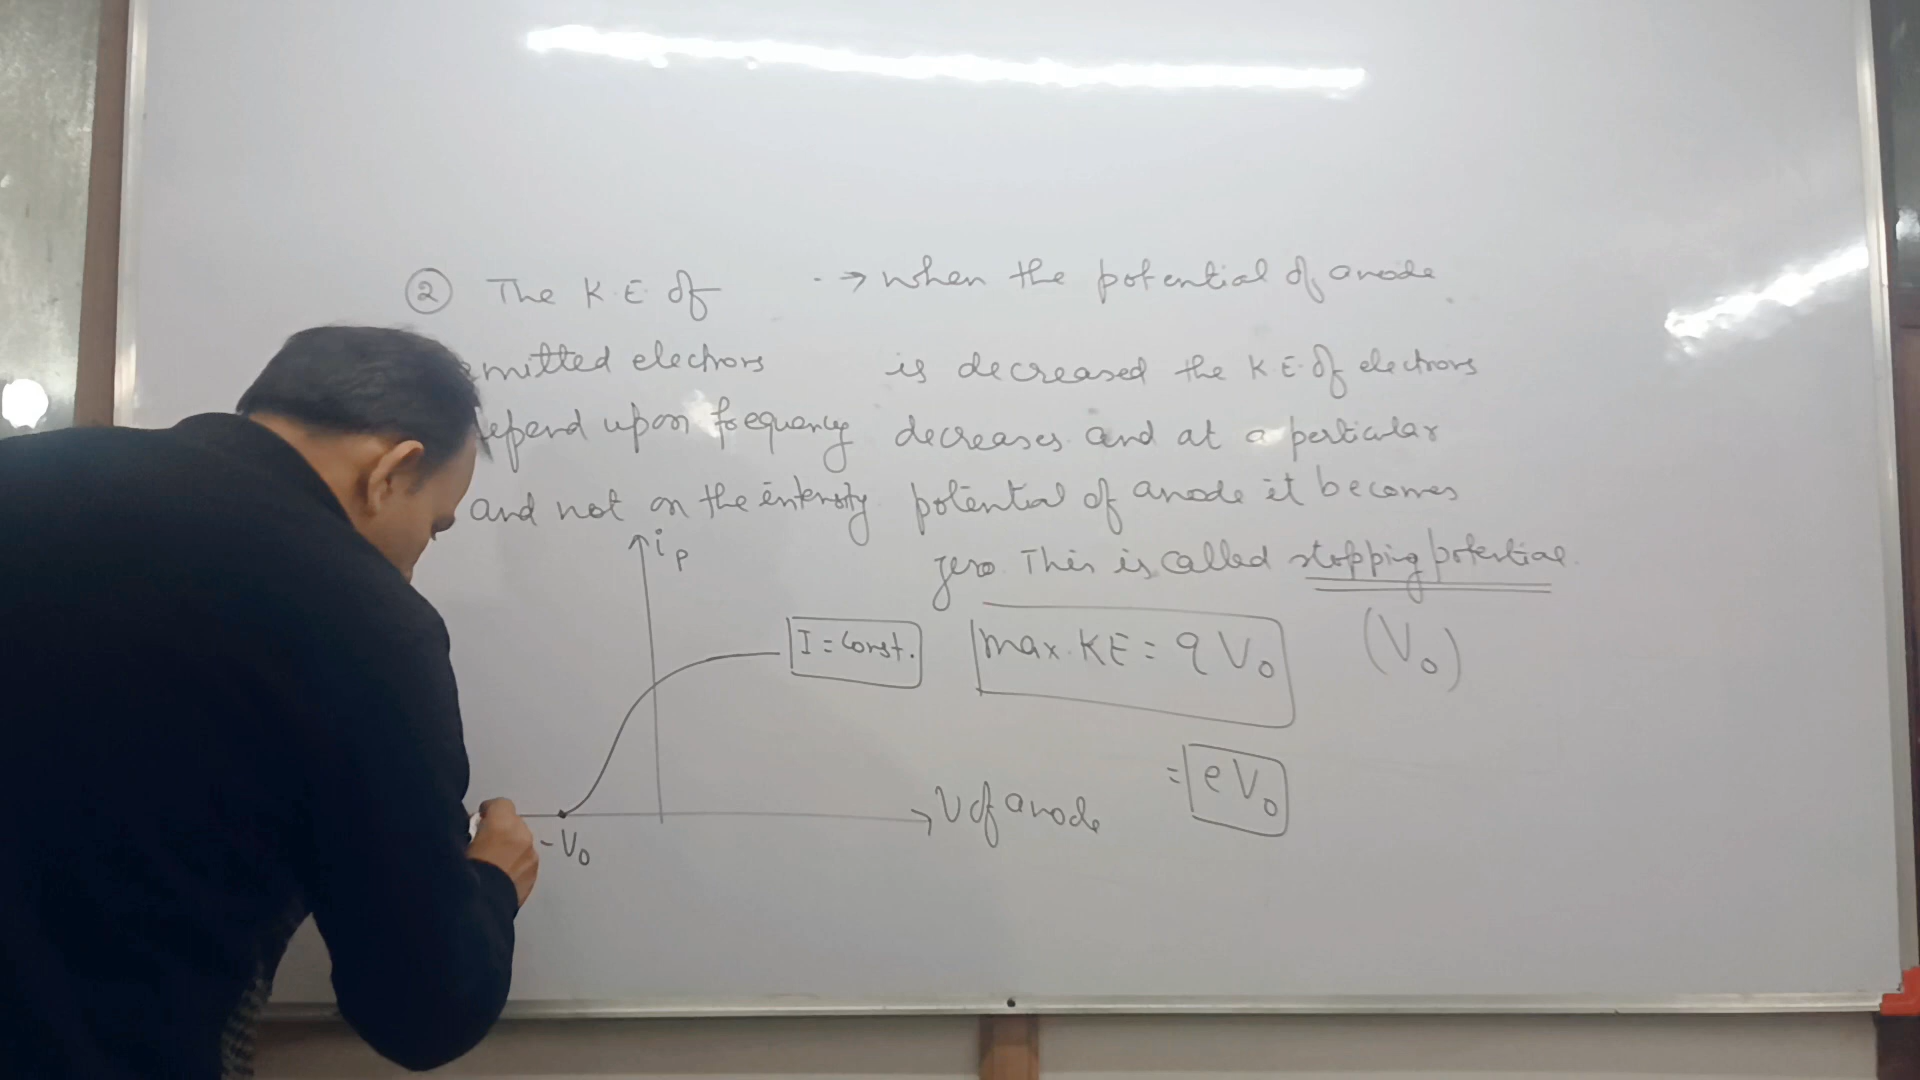 ② The K.E of
emitted electrons
depend upon frequency
and not on the intensity
→ when the potential of anode
is decreased the K.E. of electrons
decreases and at a perticular
potential of anode it becomes
zero. This is called stopping potential.
(V₀)
max. KE = qV₀
= eV₀
iₚ
I = Const.
V of anode
-V₀